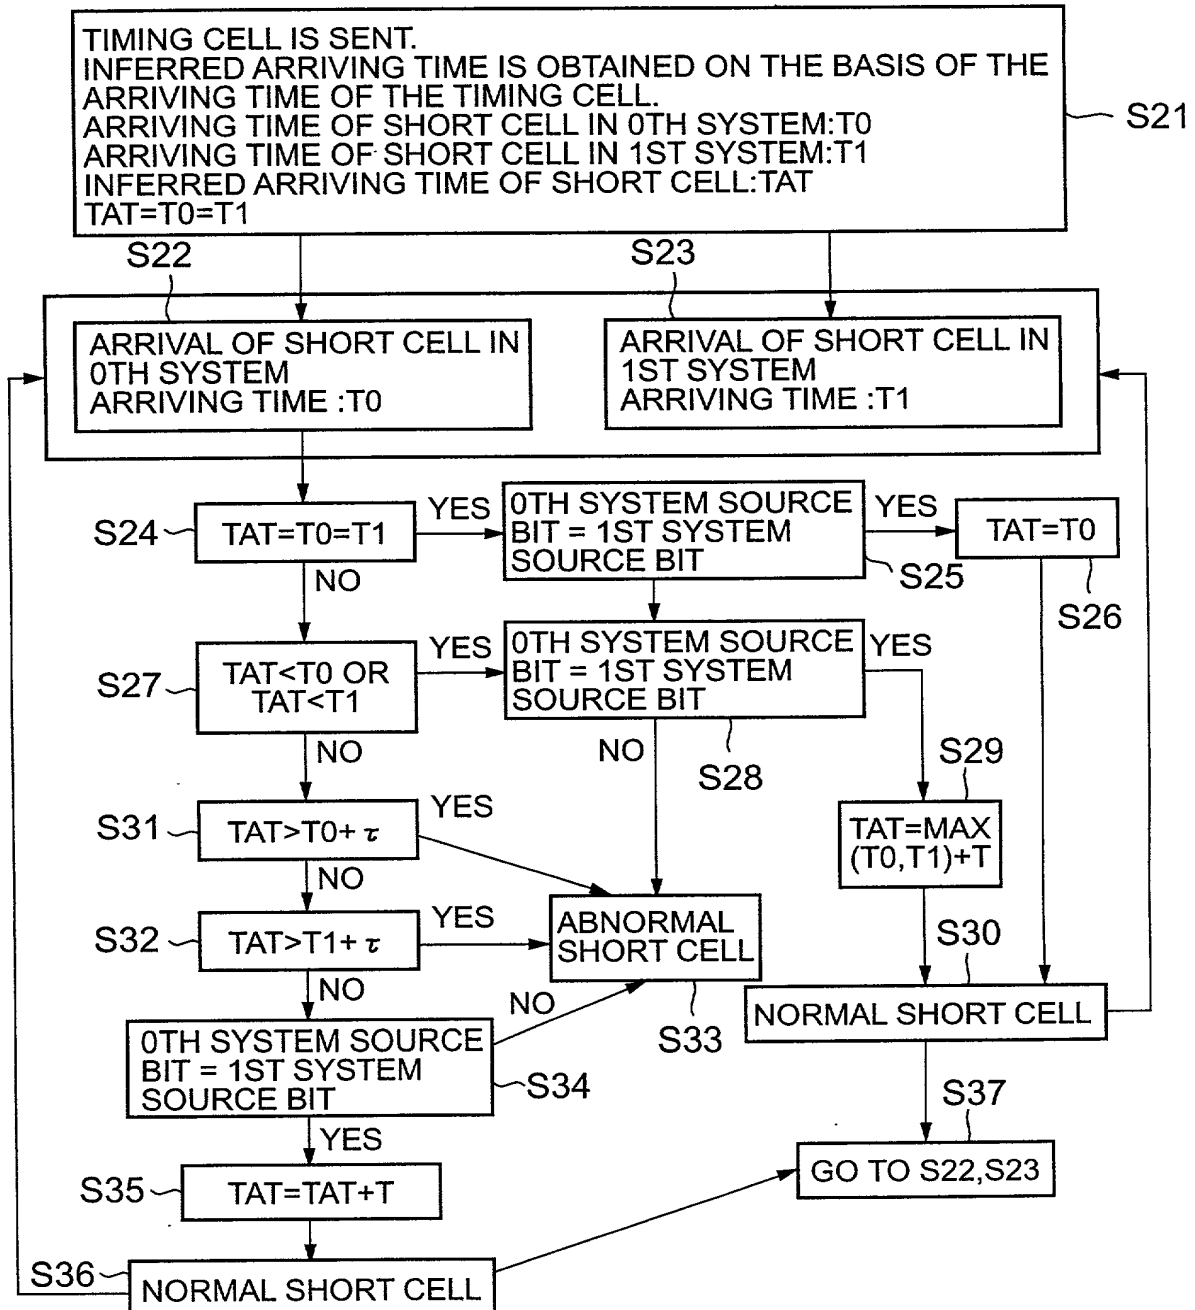 TIMING CELL IS SENT.
INFERRED ARRIVING TIME IS OBTAINED ON THE BASIS OF THE
ARRIVING TIME OF THE TIMING CELL.
ARRIVING TIME OF SHORT CELL IN 0TH SYSTEM:T0
ARRIVING TIME OF SHORT CELL IN 1ST SYSTEM:T1
INFERRED ARRIVING TIME OF SHORT CELL:TAT
TAT=T0=T1
S21
S22
S23
ARRIVAL OF SHORT CELL IN
0TH SYSTEM
ARRIVING TIME :T0
ARRIVAL OF SHORT CELL IN
1ST SYSTEM
ARRIVING TIME :T1
S24
TAT=T0=T1
YES
NO
0TH SYSTEM SOURCE
BIT = 1ST SYSTEM
SOURCE BIT
S25
YES
TAT=T0
S26
S27
TAT<T0 OR
TAT<T1
YES
NO
0TH SYSTEM SOURCE
BIT = 1ST SYSTEM
SOURCE BIT
S28
YES
NO
S29
TAT=MAX
(T0,T1)+T
S31
TAT>T0+τ
YES
NO
S32
TAT>T1+τ
YES
NO
ABNORMAL
SHORT CELL
S33
S30
NORMAL SHORT CELL
0TH SYSTEM SOURCE
BIT = 1ST SYSTEM
SOURCE BIT
S34
NO
YES
S37
GO TO S22,S23
S35
TAT=TAT+T
S36
NORMAL SHORT CELL